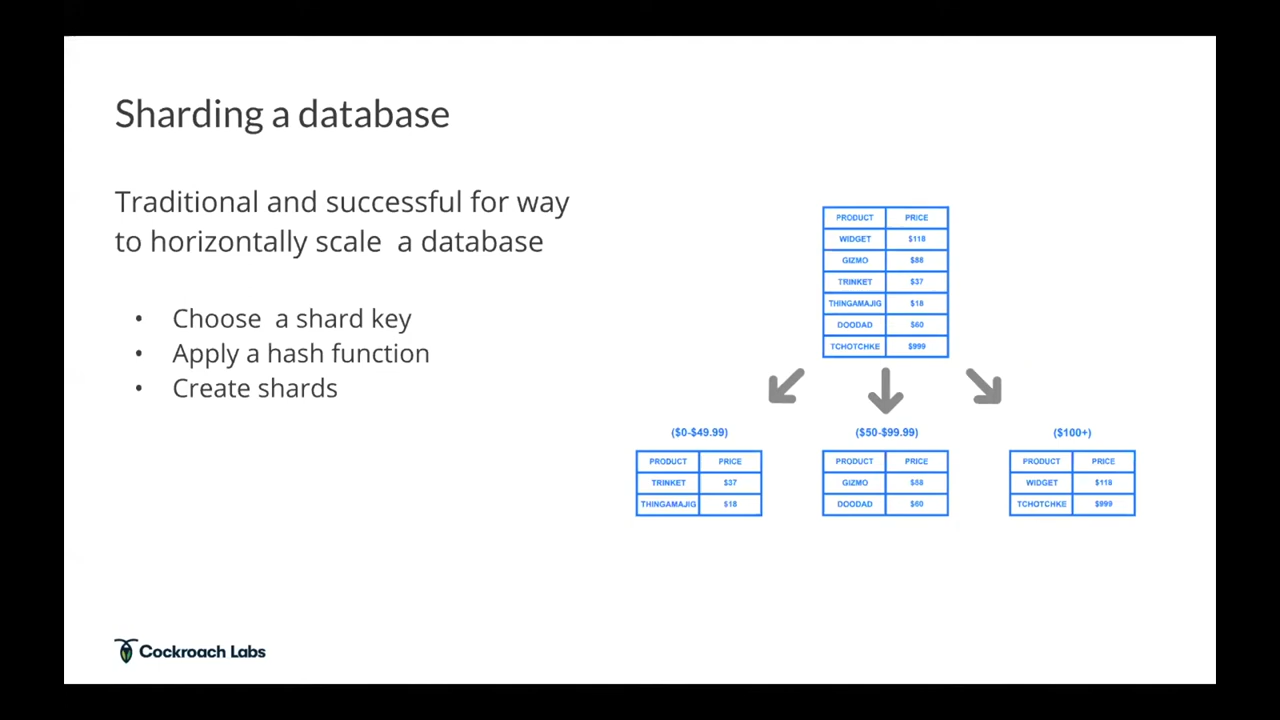 Sharding a database
Traditional and successful for way
to horizontally scale a database
• Choose a shard key
• Apply a hash function
• Create shards
PRODUCT PRICE
WIDGET $118
GIZMO $88
TRINKET $37
THINGAMAJIG $18
DOODAD $60
TCHOTCHKE $999
($0-$49.99)
PRODUCT PRICE
TRINKET $37
THINGAMAJIG $18
($50-$99.99)
PRODUCT PRICE
GIZMO $88
DOODAD $60
($100+)
PRODUCT PRICE
WIDGET $118
TCHOTCHKE $999
Cockroach Labs